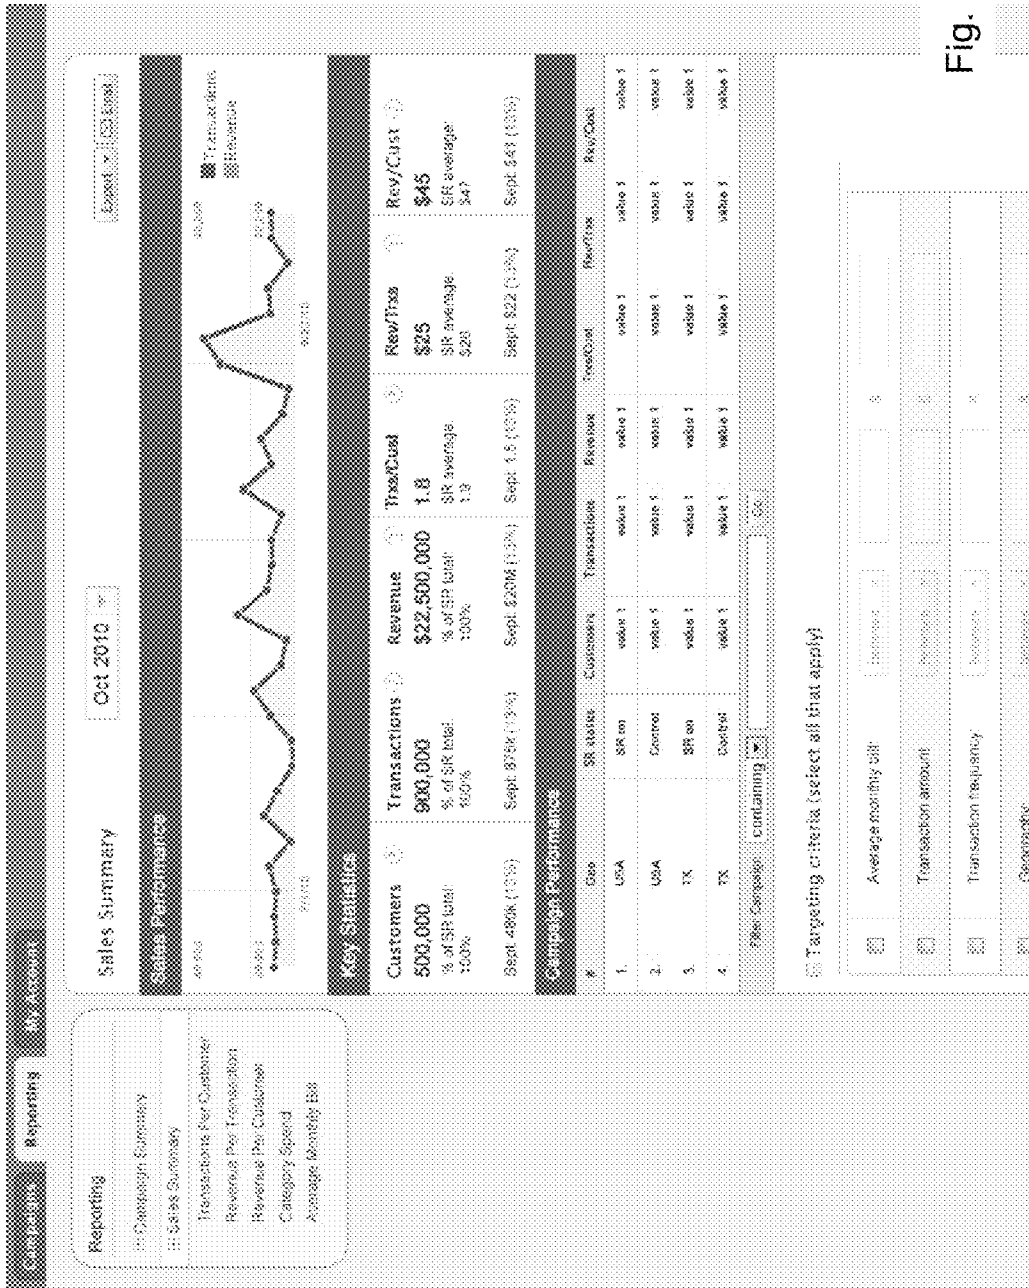 Campaigns Reporting My Account
Reporting
Campaign Summary
Sales Summary
Transactions Per Customer
Revenue Per Transaction
Revenue Per Customer
Category Spend
Average Monthly Bill
Sales Summary Oct 2010 Export Email
Sales Performance
Transactions
Revenue
Key Statistics
Customers Transactions Revenue Trxs/Cust Rev/Trxs Rev/Cust
500,000 900,000 $22,500,000 1.8 $25 $45
% of SR total: % of SR total: % of SR total: SR average: SR average: SR average:
100% 100% 100% 1.9 $26 $47
Sept. 480k Sept. 876k Sept. $20M Sept. 1.5 Sept. $22 Sept. $41
Campaign Performance
# Geo SR status Customers Transactions Revenue Trxs/Cust Rev/Trxs Rev/Cust
1. USA SR on value 1 value 1 value 1 value 1 value 1 value 1
2. USA Control value 1 value 1 value 1 value 1 value 1 value 1
3. TX SR on value 1 value 1 value 1 value 1 value 1 value 1
4. TX Control value 1 value 1 value 1 value 1 value 1 value 1
Filter Campaign containing Go
Targeting criteria (select all that apply)
Average monthly bill between
Transaction amount between
Transaction frequency between
Geography
Fig.